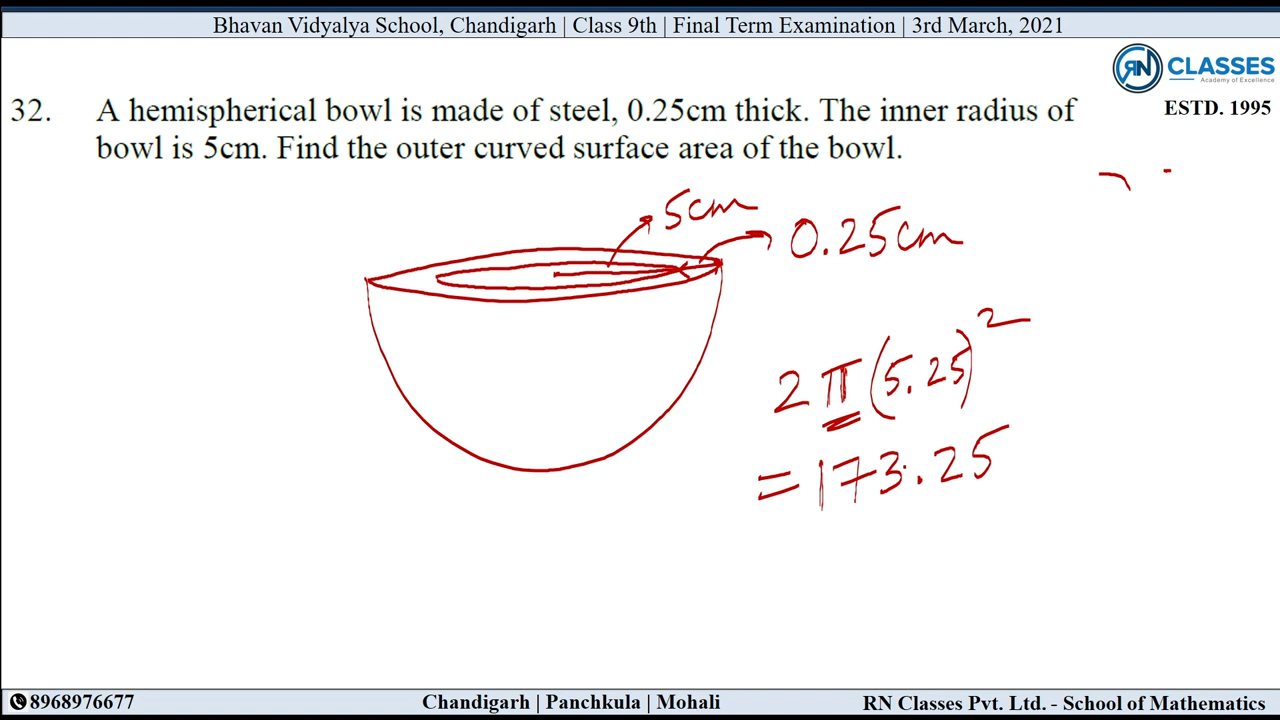 Bhavan Vidyalya School, Chandigarh | Class 9th | Final Term Examination | 3rd March, 2021
RN CLASSES
Academy of Excellence
ESTD. 1995
32. A hemispherical bowl is made of steel, 0.25cm thick. The inner radius of
bowl is 5cm. Find the outer curved surface area of the bowl.
5cm
0.25cm
2π(5.25)²
=173.25
8968976677
Chandigarh | Panchkula | Mohali
RN Classes Pvt. Ltd. - School of Mathematics